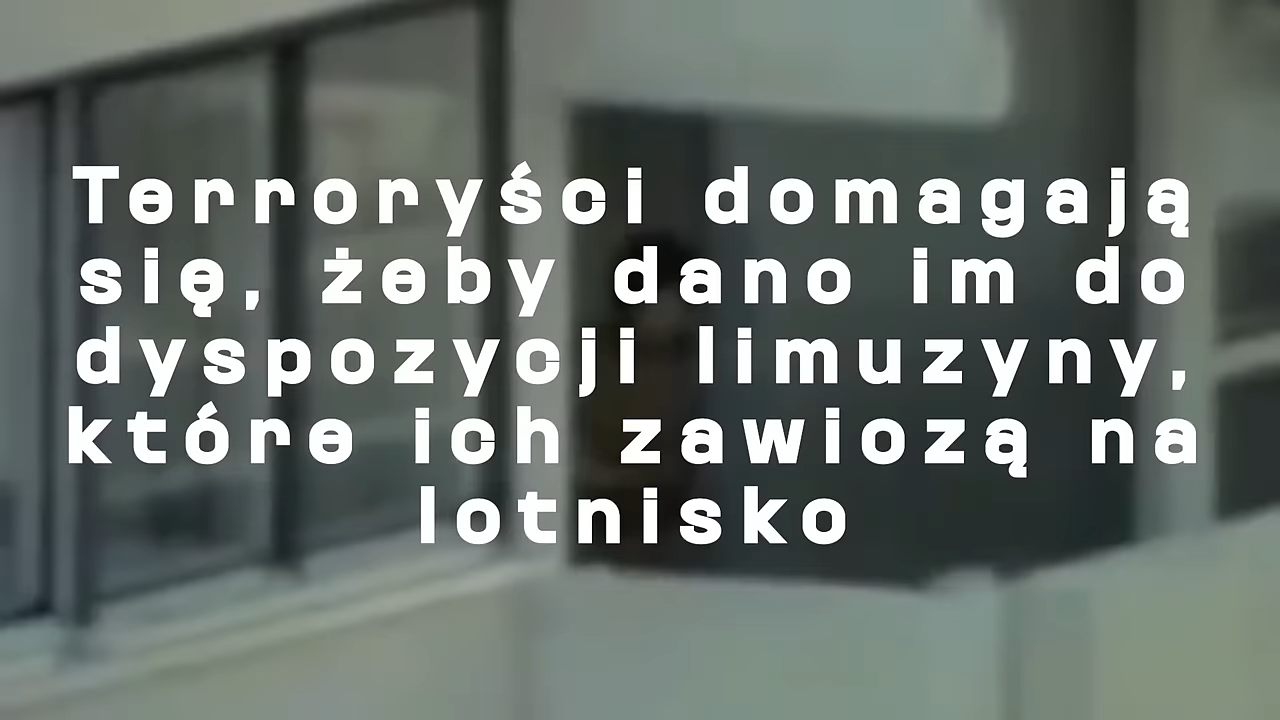 Terroryści domagają
się, żeby dano im do
dyspozycji limuzyny,
które ich zawiozą na
lotnisko